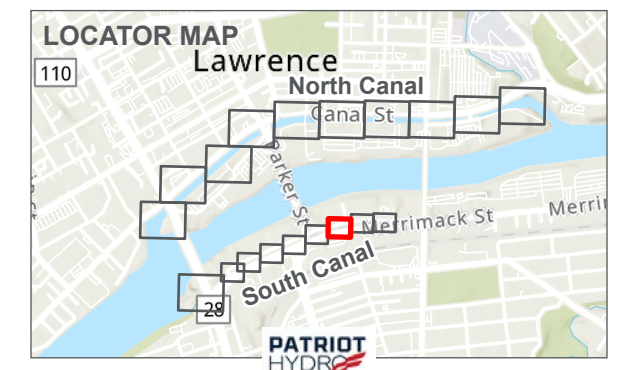 LOCATOR MAP
Lawrence
110
North Canal
Canal St
Parker St
Merrimack St
Merri
South Canal
28
PATRIOT
HYDRO